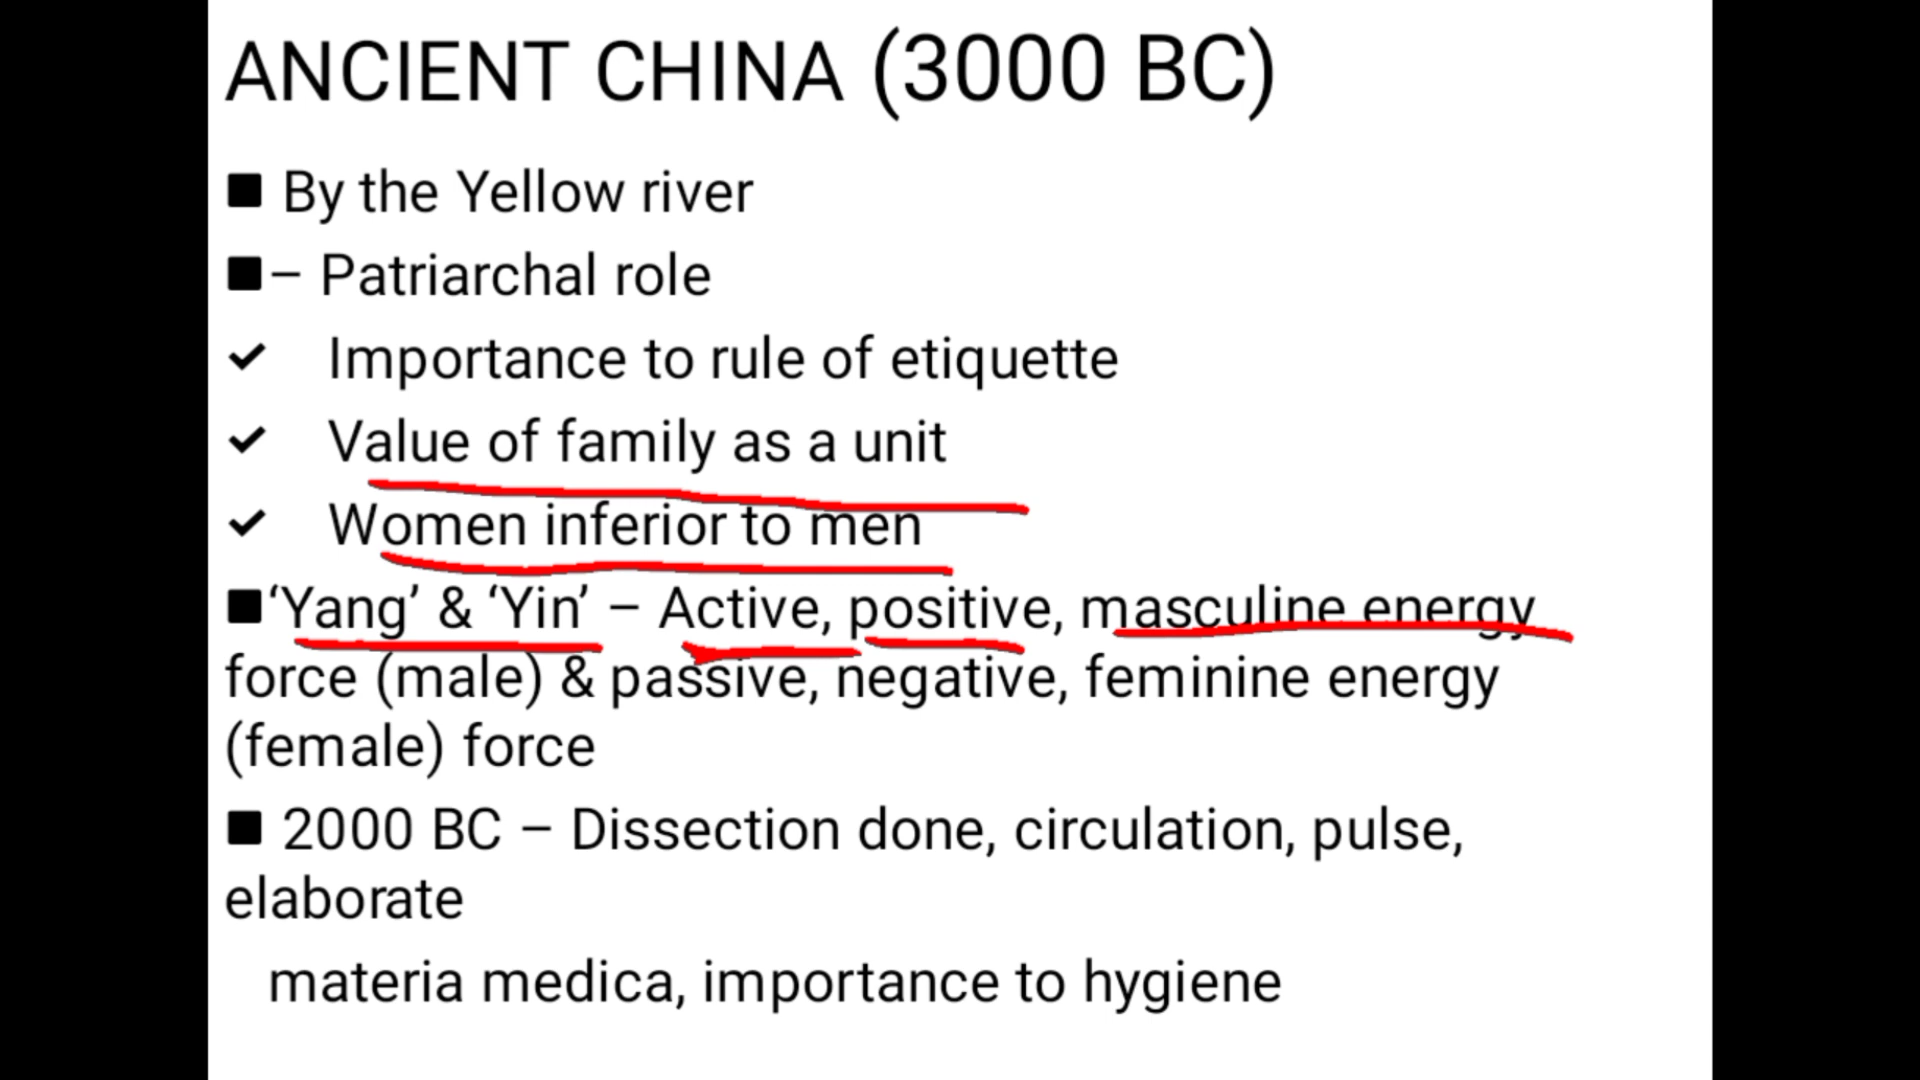 ANCIENT CHINA (3000 BC)
■ By the Yellow river
■– Patriarchal role
✔ Importance to rule of etiquette
✔ Value of family as a unit
✔ Women inferior to men
■‘Yang’ & ‘Yin’ – Active, positive, masculine energy
force (male) & passive, negative, feminine energy
(female) force
■ 2000 BC – Dissection done, circulation, pulse,
elaborate
materia medica, importance to hygiene